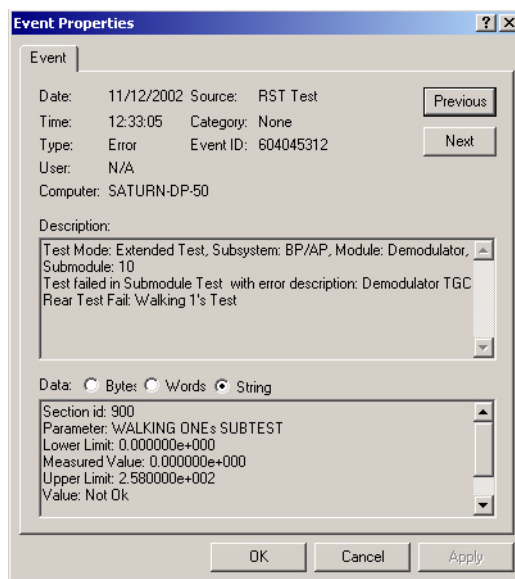 Event Properties
Event
Date: 11/12/2002 Source: RST Test
Time: 12:33:05 Category: None
Type: Error Event ID: 604045312
User: N/A
Computer: SATURN-DP-50
Previous
Next
Description:
Test Mode: Extended Test, Subsystem: BP/AP, Module: Demodulator,
Submodule: 10
Test failed in Submodule Test with error description: Demodulator TGC
Rear Test Fail: Walking 1's Test
Data: Bytes Words String
Section id: 900
Parameter: WALKING ONEs SUBTEST
Lower Limit: 0.000000e+000
Measured Value: 0.000000e+000
Upper Limit: 2.580000e+002
Value: Not Ok
OK Cancel Apply